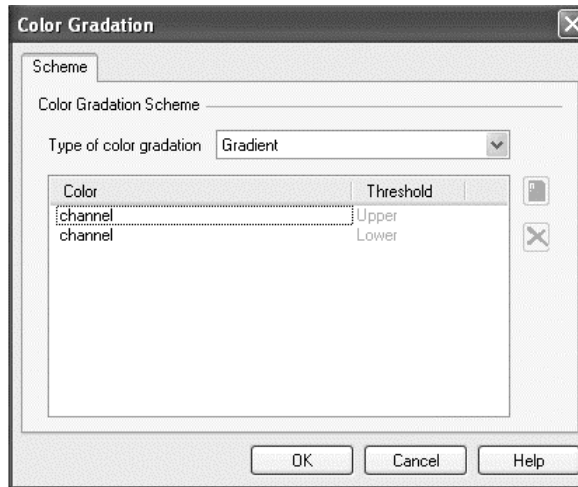 Color Gradation
Scheme
Color Gradation Scheme
Type of color gradation Gradient
Color Threshold
channel Upper
channel Lower
OK Cancel Help